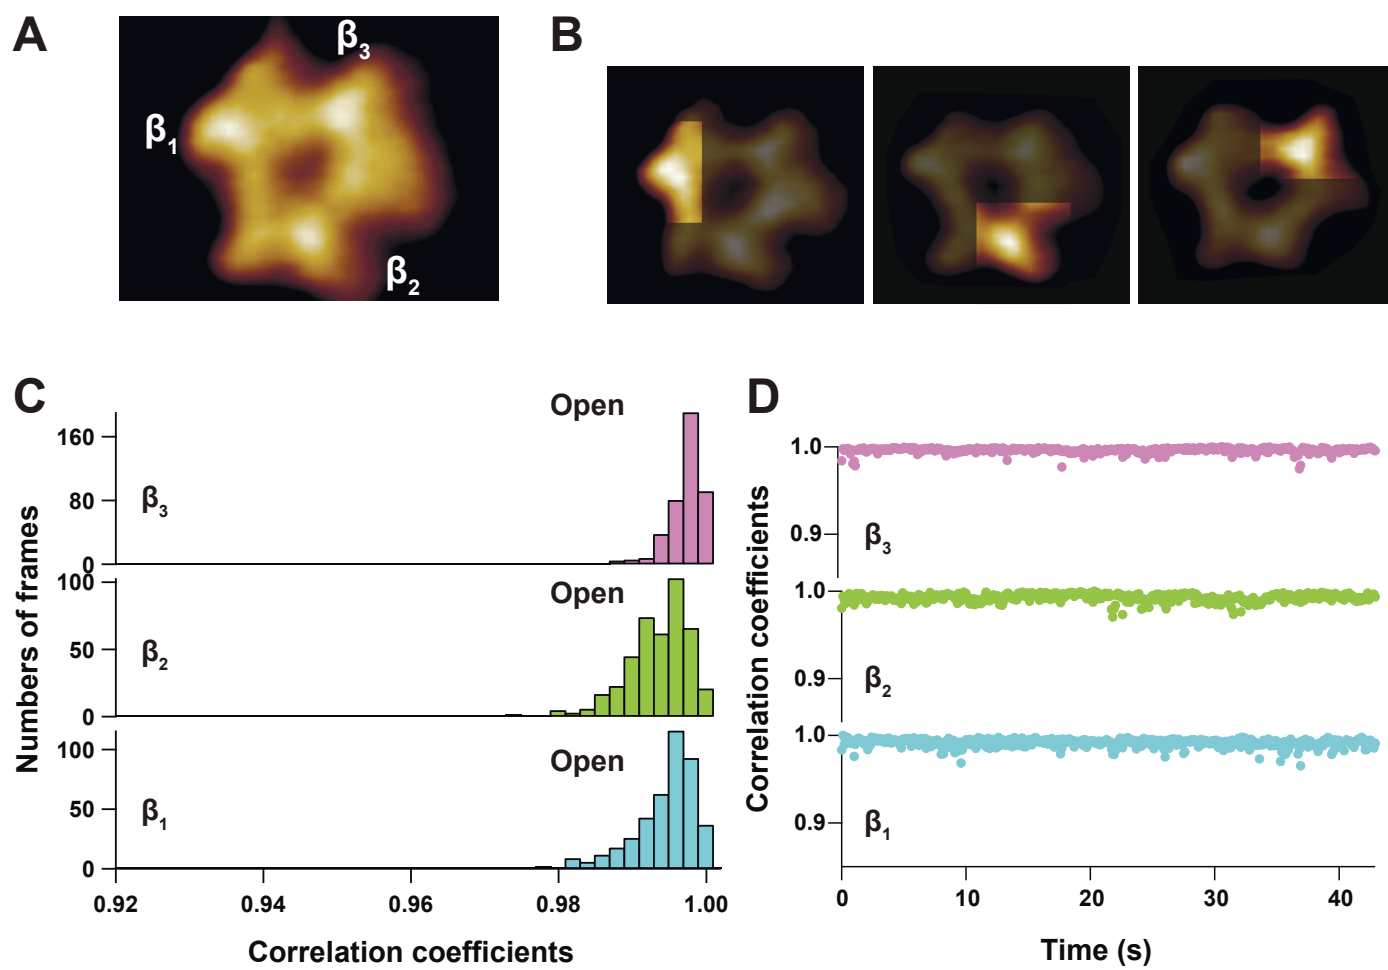 A
β3
β1
β2
B
C
Open
160
80
0
β3
Open
100
50
0
β2
Open
100
50
0
β1
Numbers of frames
0.92 0.94 0.96 0.98 1.00
Correlation coefficients
D
1.0
0.9
β3
1.0
0.9
β2
1.0
0.9
β1
Correlation coefficients
0 10 20 30 40
Time (s)